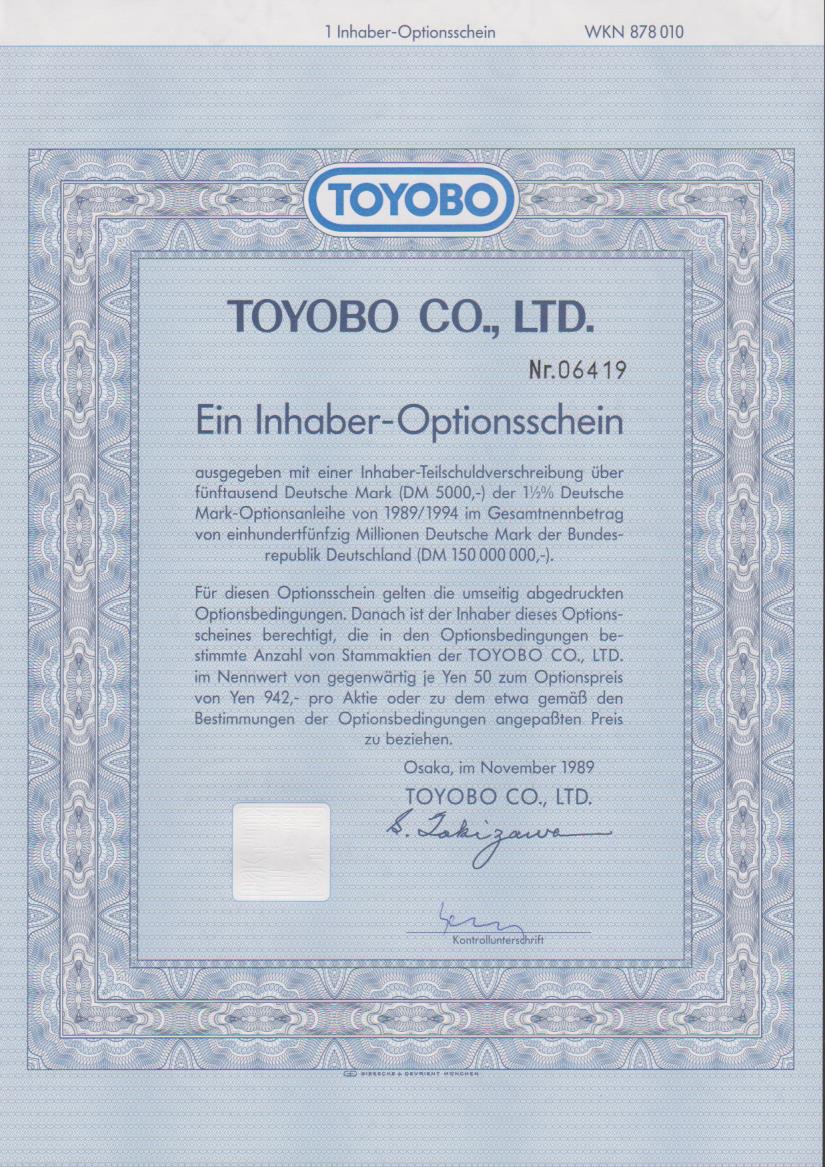 1 Inhaber-Optionsschein WKN 878 010
TOYOBO
TOYOBO CO., LTD.
Nr.06419
Ein Inhaber-Optionsschein
ausgegeben mit einer Inhaber-Teilschuldverschreibung über
fünftausend Deutsche Mark (DM 5000,-) der 1½% Deutsche
Mark-Optionsanleihe von 1989/1994 im Gesamtnennbetrag
von einhundertfünfzig Millionen Deutsche Mark der Bundes-
republik Deutschland (DM 150 000 000,-).
Für diesen Optionsschein gelten die umseitig abgedruckten
Optionsbedingungen. Danach ist der Inhaber dieses Options-
scheines berechtigt, die in den Optionsbedingungen be-
stimmte Anzahl von Stammaktien der TOYOBO CO., LTD.
im Nennwert von gegenwärtig je Yen 50 zum Optionspreis
von Yen 942,- pro Aktie oder zu dem etwa gemäß den
Bestimmungen der Optionsbedingungen angepaßten Preis
zu beziehen.
Osaka, im November 1989
TOYOBO CO., LTD.
S. Takizawa
Kontrollunterschrift
GIESECKE & DEVRIENT MÜNCHEN